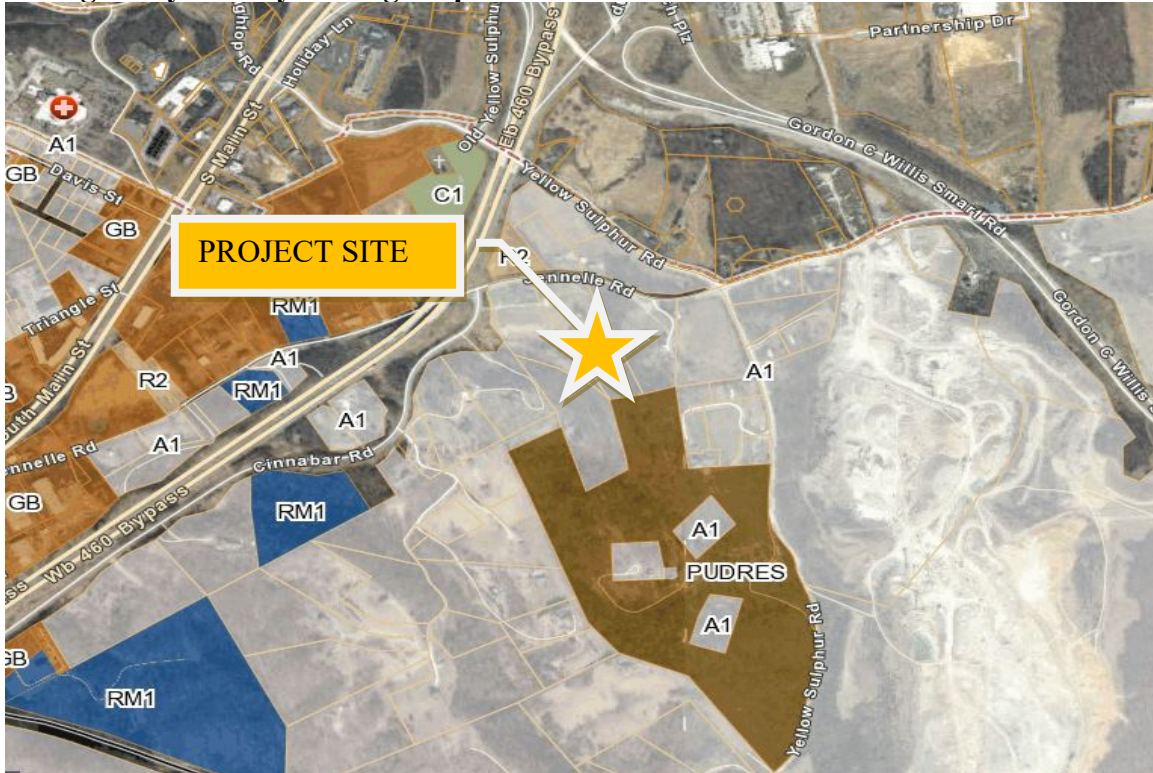 Partnership Dr
Holiday Ln
S Main St
Old Yellow Sulphur
Eb 460 Bypass
A1
GB
Davis St
C1
Gordon C Willis Smart Rd
Yellow Sulphur Rd
GB
PROJECT SITE
R2
Jennelle Rd
RM1
Triangle St
A1
Gordon C Willis
South Main St
R2
RM1
A1
A1
A1
Jennelle Rd
Cinnabar Rd
GB
RM1
Wb 460 Bypass
A1
PUDRES
A1
GB
RM1
Yellow Sulphur Rd